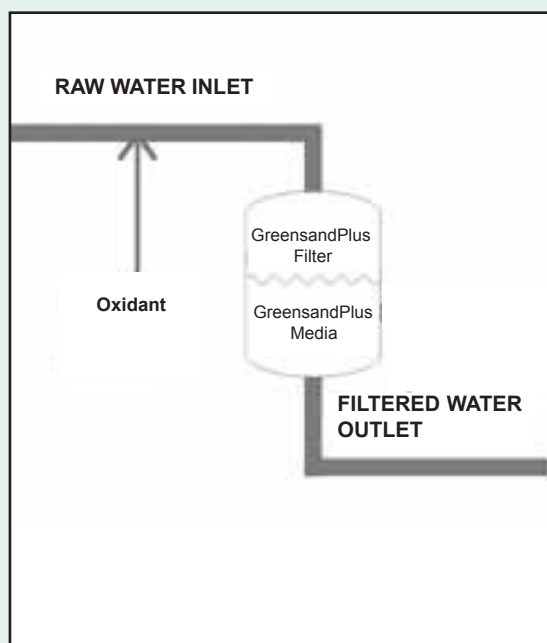 RAW WATER INLET
GreensandPlus
Filter
Oxidant
GreensandPlus
Media
FILTERED WATER
OUTLET